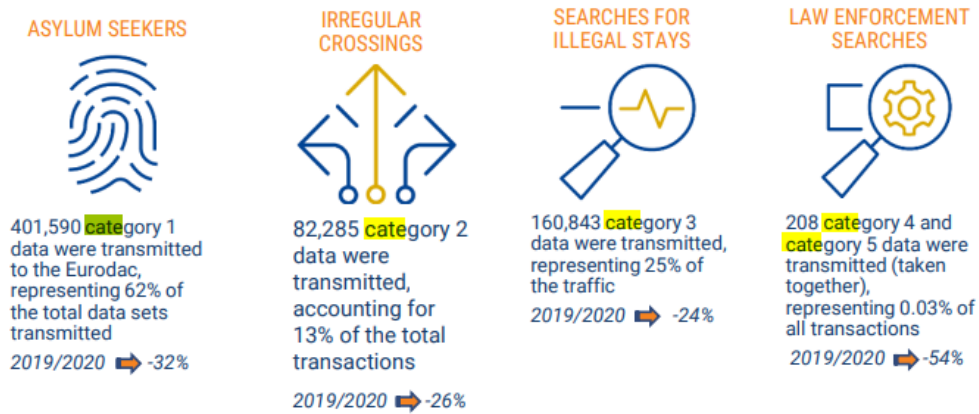 ASYLUM SEEKERS
401,590 category 1
data were transmitted
to the Eurodac,
representing 62% of
the total data sets
transmitted
2019/2020 -32%
IRREGULAR
CROSSINGS
82,285 category 2
data were
transmitted,
accounting for
13% of the total
transactions
2019/2020 -26%
SEARCHES FOR
ILLEGAL STAYS
160,843 category 3
data were transmitted,
representing 25% of
the traffic
2019/2020 -24%
LAW ENFORCEMENT
SEARCHES
208 category 4 and
category 5 data were
transmitted (taken
together),
representing 0.03% of
all transactions
2019/2020 -54%